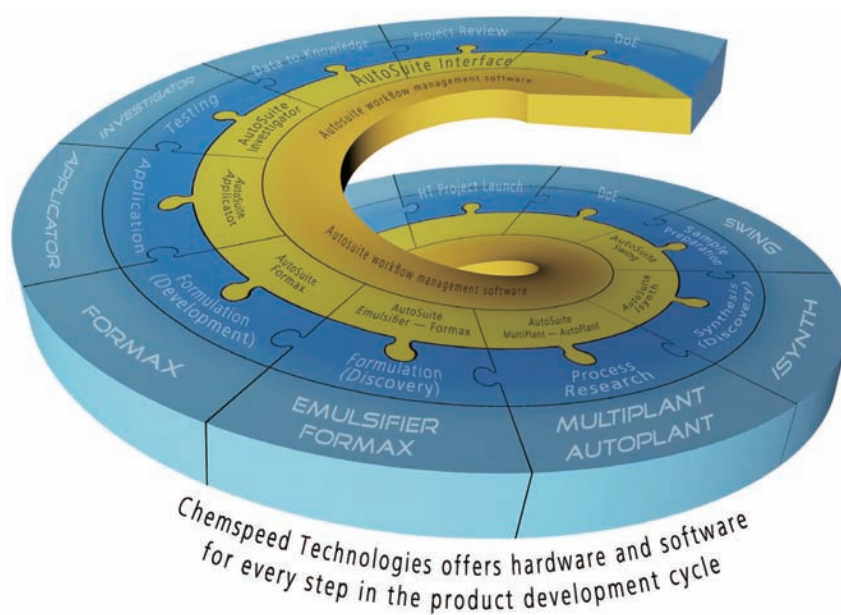 Project Review
DoE
Data to Knowledge
AutoSuite Interface
Autosuite workflow management software
INVESTIGATOR
Testing
AutoSuite
Investigator
APPLICATOR
Application
AutoSuite
Applicator
HT Project Launch
DoE
Sample
Preparation
SWING
AutoSuite
Swing
Autosuite workflow management software
AutoSuite
Isynth
Synthesis
(Discovery)
ISYNTH
FORMAX
Formulation
(Development)
AutoSuite
Formax
AutoSuite
Emulsifier — Formax
AutoSuite
MultiPlant — AutoPlant
Formulation
(Discovery)
Process
Research
EMULSIFIER
FORMAX
MULTIPLANT
AUTOPLANT
Chemspeed Technologies offers hardware and software
for every step in the product development cycle